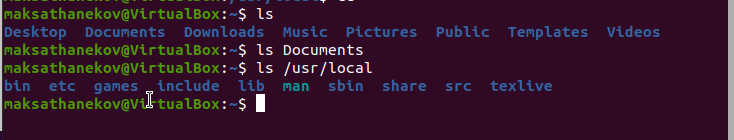 maksathanekov@VirtualBox:~$ ls
Desktop Documents Downloads Music Pictures Public Templates Videos
maksathanekov@VirtualBox:~$ ls Documents
maksathanekov@VirtualBox:~$ ls /usr/local
bin etc games include lib man sbin share src texlive
maksathanekov@VirtualBox:~$